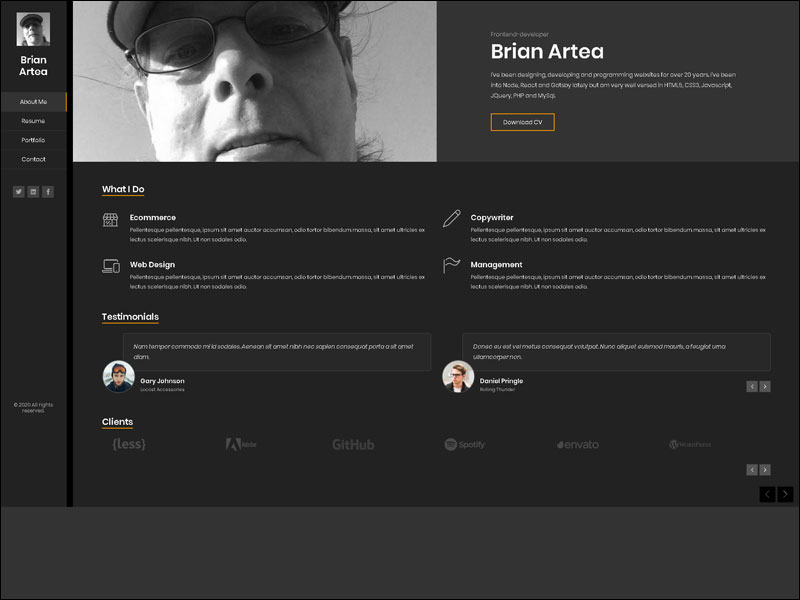 Brian
Artea
About Me
Resume
Portfolio
Contact
© 2020 All rights
reserved.
Frontend-developer
Brian Artea
I've been designing, developing and programming websites for over 20 years. I've been
into Node, React and Gatsby lately but am very well versed in HTML5, CSS3, Javascript,
JQuery, PHP and MySql.
Download CV
What I Do
Ecommerce
Pellentesque pellentesque, ipsum sit amet auctor accumsan, odio tortor bibendum massa, sit amet ultricies ex
lectus scelerisque nibh. Ut non sodales odio.
Copywriter
Pellentesque pellentesque, ipsum sit amet auctor accumsan, odio tortor bibendum massa, sit amet ultricies ex
lectus scelerisque nibh. Ut non sodales odio.
Web Design
Pellentesque pellentesque, ipsum sit amet auctor accumsan, odio tortor bibendum massa, sit amet ultricies ex
lectus scelerisque nibh. Ut non sodales odio.
Management
Pellentesque pellentesque, ipsum sit amet auctor accumsan, odio tortor bibendum massa, sit amet ultricies ex
lectus scelerisque nibh. Ut non sodales odio.
Testimonials
Nam tempor commodo mi id sodales. Aenean sit amet nibh nec sapien consequat porta a sit amet
diam.
Gary Johnson
Locost Accessories
Donec eu est vel metus consequat volutpat. Nunc aliquet euismod mauris, a feugiat urna
ullamcorper non.
Daniel Pringle
Rolling Thunder
Clients
{less}
Adobe
GitHub
Spotify
envato
WordPress